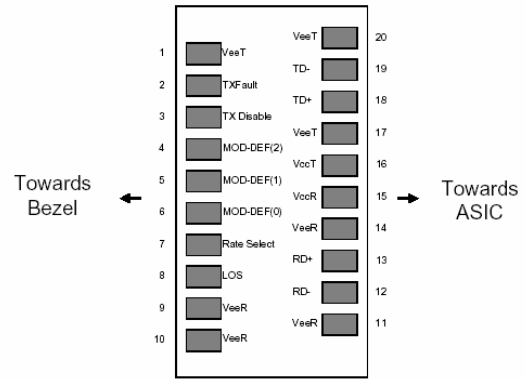 VeeT 20
1 VeeT
TD- 19
2 TXFault
TD+ 18
3 TX Disable
VeeT 17
4 MOD-DEF(2)
VccT 16
5 MOD-DEF(1)
Towards
Bezel
VccR 15
Towards
ASIC
6 MOD-DEF(0)
VeeR 14
7 Rate Select
RD+ 13
8 LOS
RD- 12
9 VeeR
VeeR 11
10 VeeR